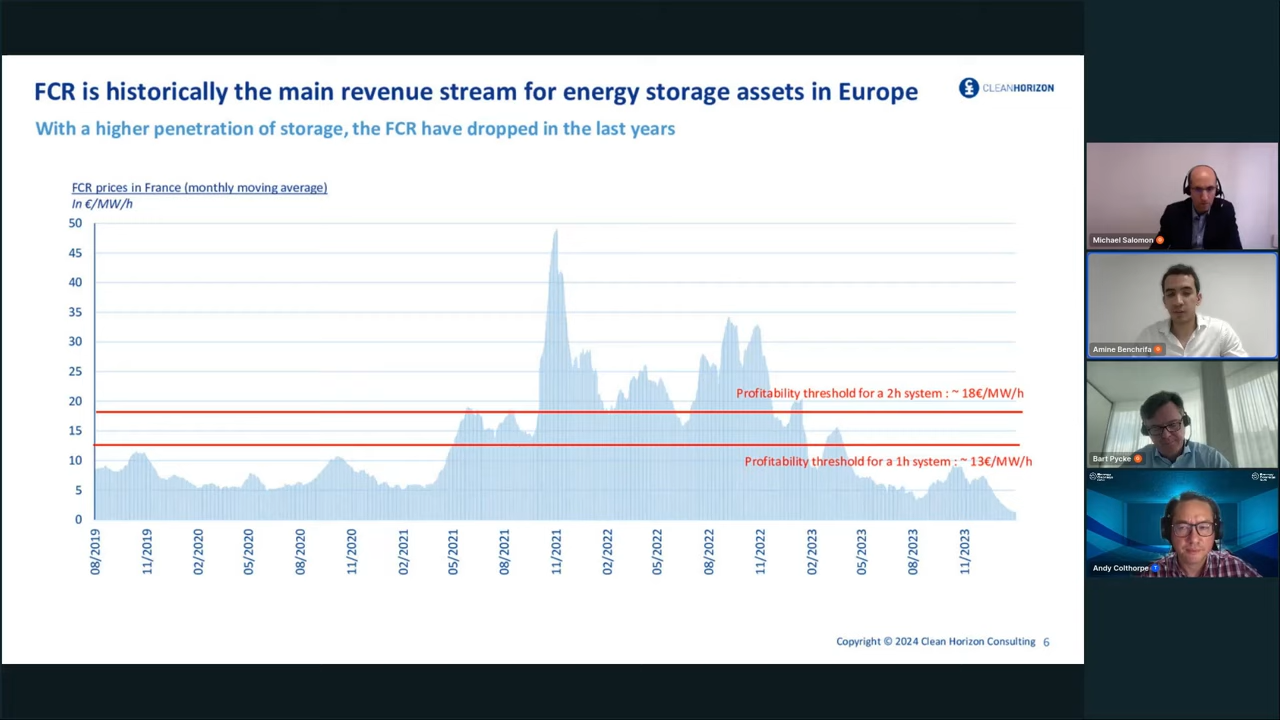 FCR is historically the main revenue stream for energy storage assets in Europe
CLEANHORIZON
With a higher penetration of storage, the FCR have dropped in the last years
FCR prices in France (monthly moving average)
In €/MW/h
50
45
40
35
30
25
20
15
10
5
0
Profitability threshold for a 2h system : ~ 18€/MW/h
Profitability threshold for a 1h system : ~ 13€/MW/h
08/2019
11/2019
02/2020
05/2020
08/2020
11/2020
02/2021
05/2021
08/2021
11/2021
02/2022
05/2022
08/2022
11/2022
02/2023
05/2023
08/2023
11/2023
Copyright © 2024 Clean Horizon Consulting 6
Michael Salomon
Amine Benchrifa
Bart Pycke
Andy Colthorpe